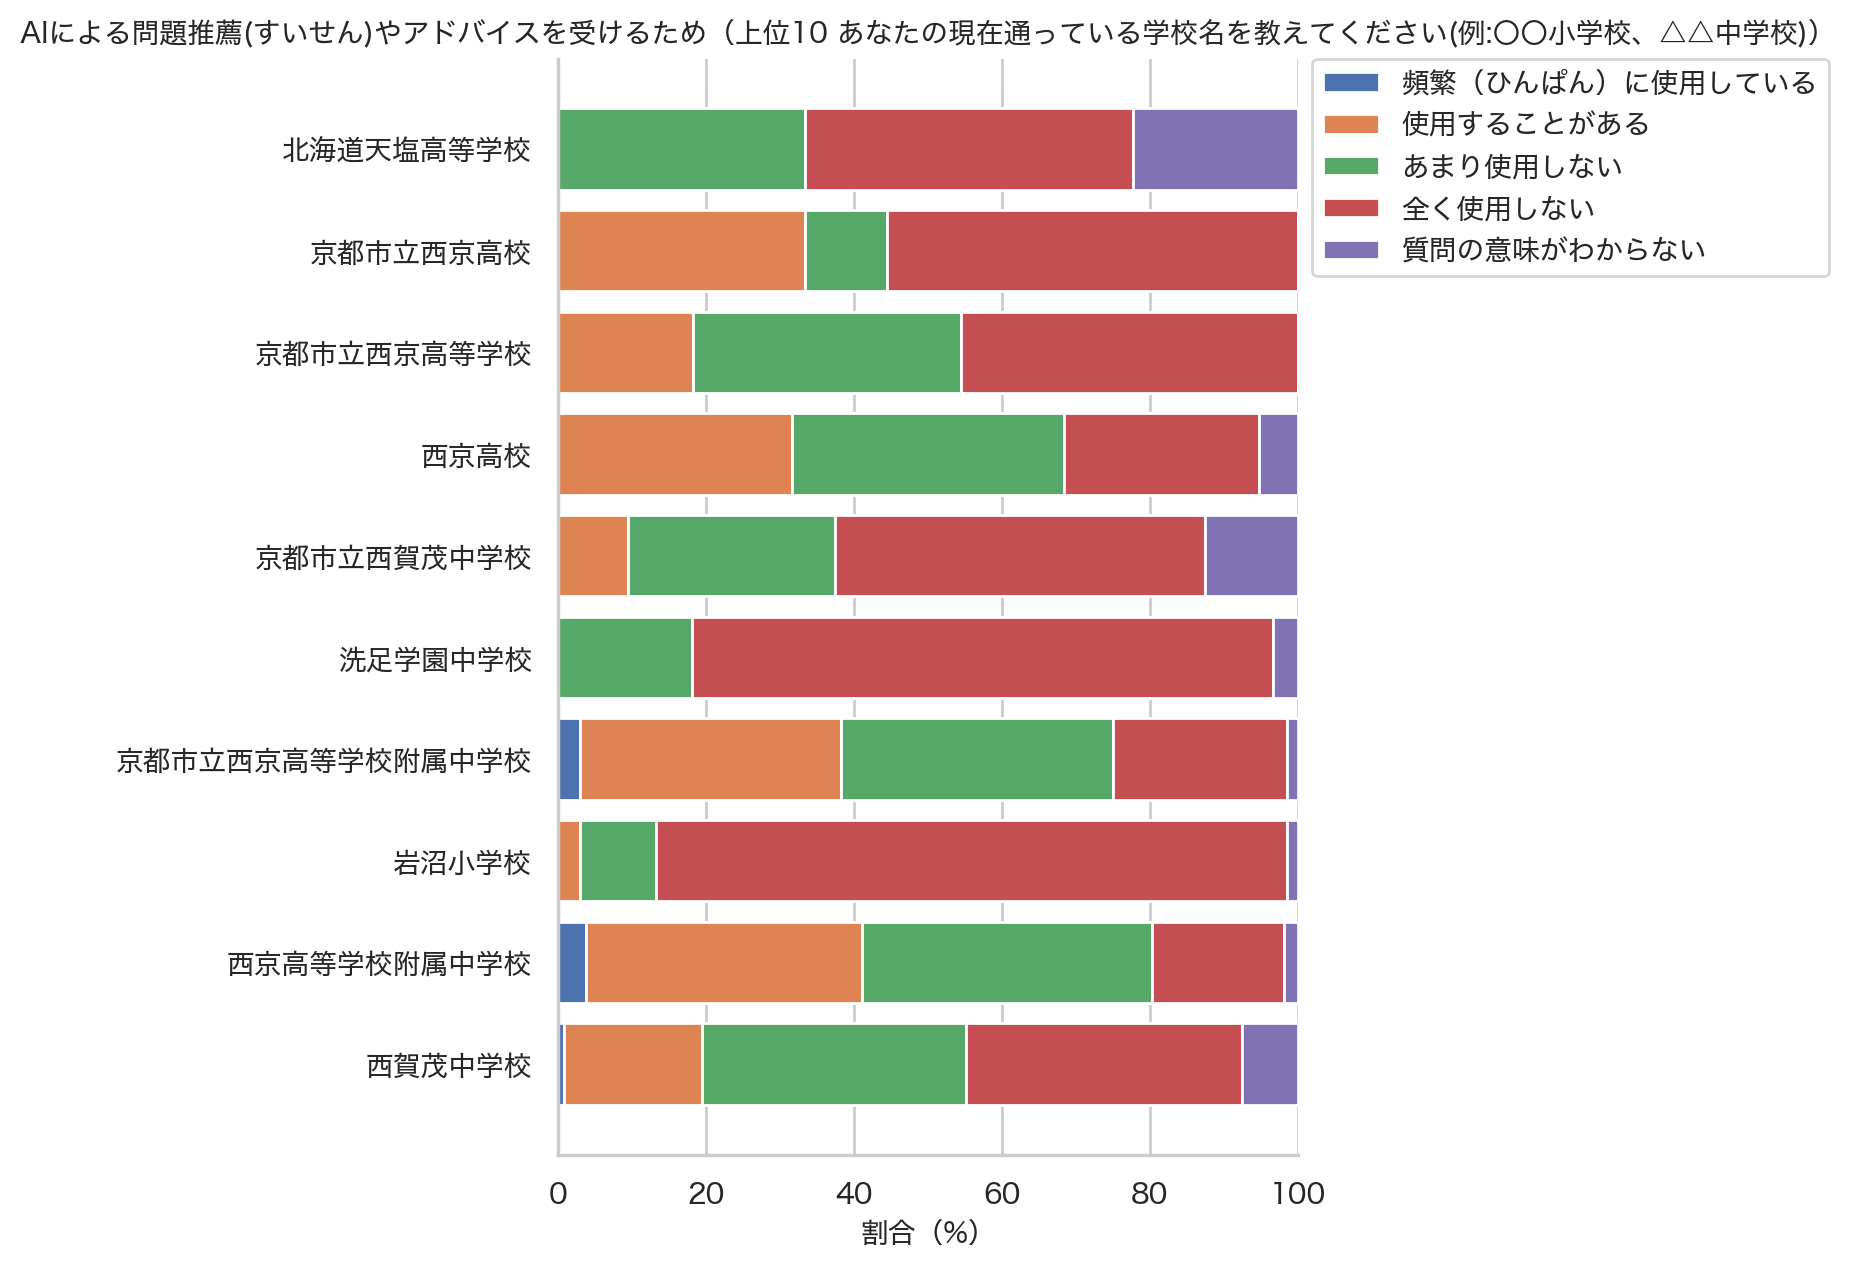 AIによる問題推薦(すいせん)やアドバイスを受けるため（上位10 あなたの現在通っている学校名を教えてください(例:〇〇小学校、△△中学校)）
頻繁（ひんぱん）に使用している
使用することがある
あまり使用しない
全く使用しない
質問の意味がわからない
北海道天塩高等学校
京都市立西京高校
京都市立西京高等学校
西京高校
京都市立西賀茂中学校
洗足学園中学校
京都市立西京高等学校附属中学校
岩沼小学校
西京高等学校附属中学校
西賀茂中学校
0 20 40 60 80 100
割合（%）